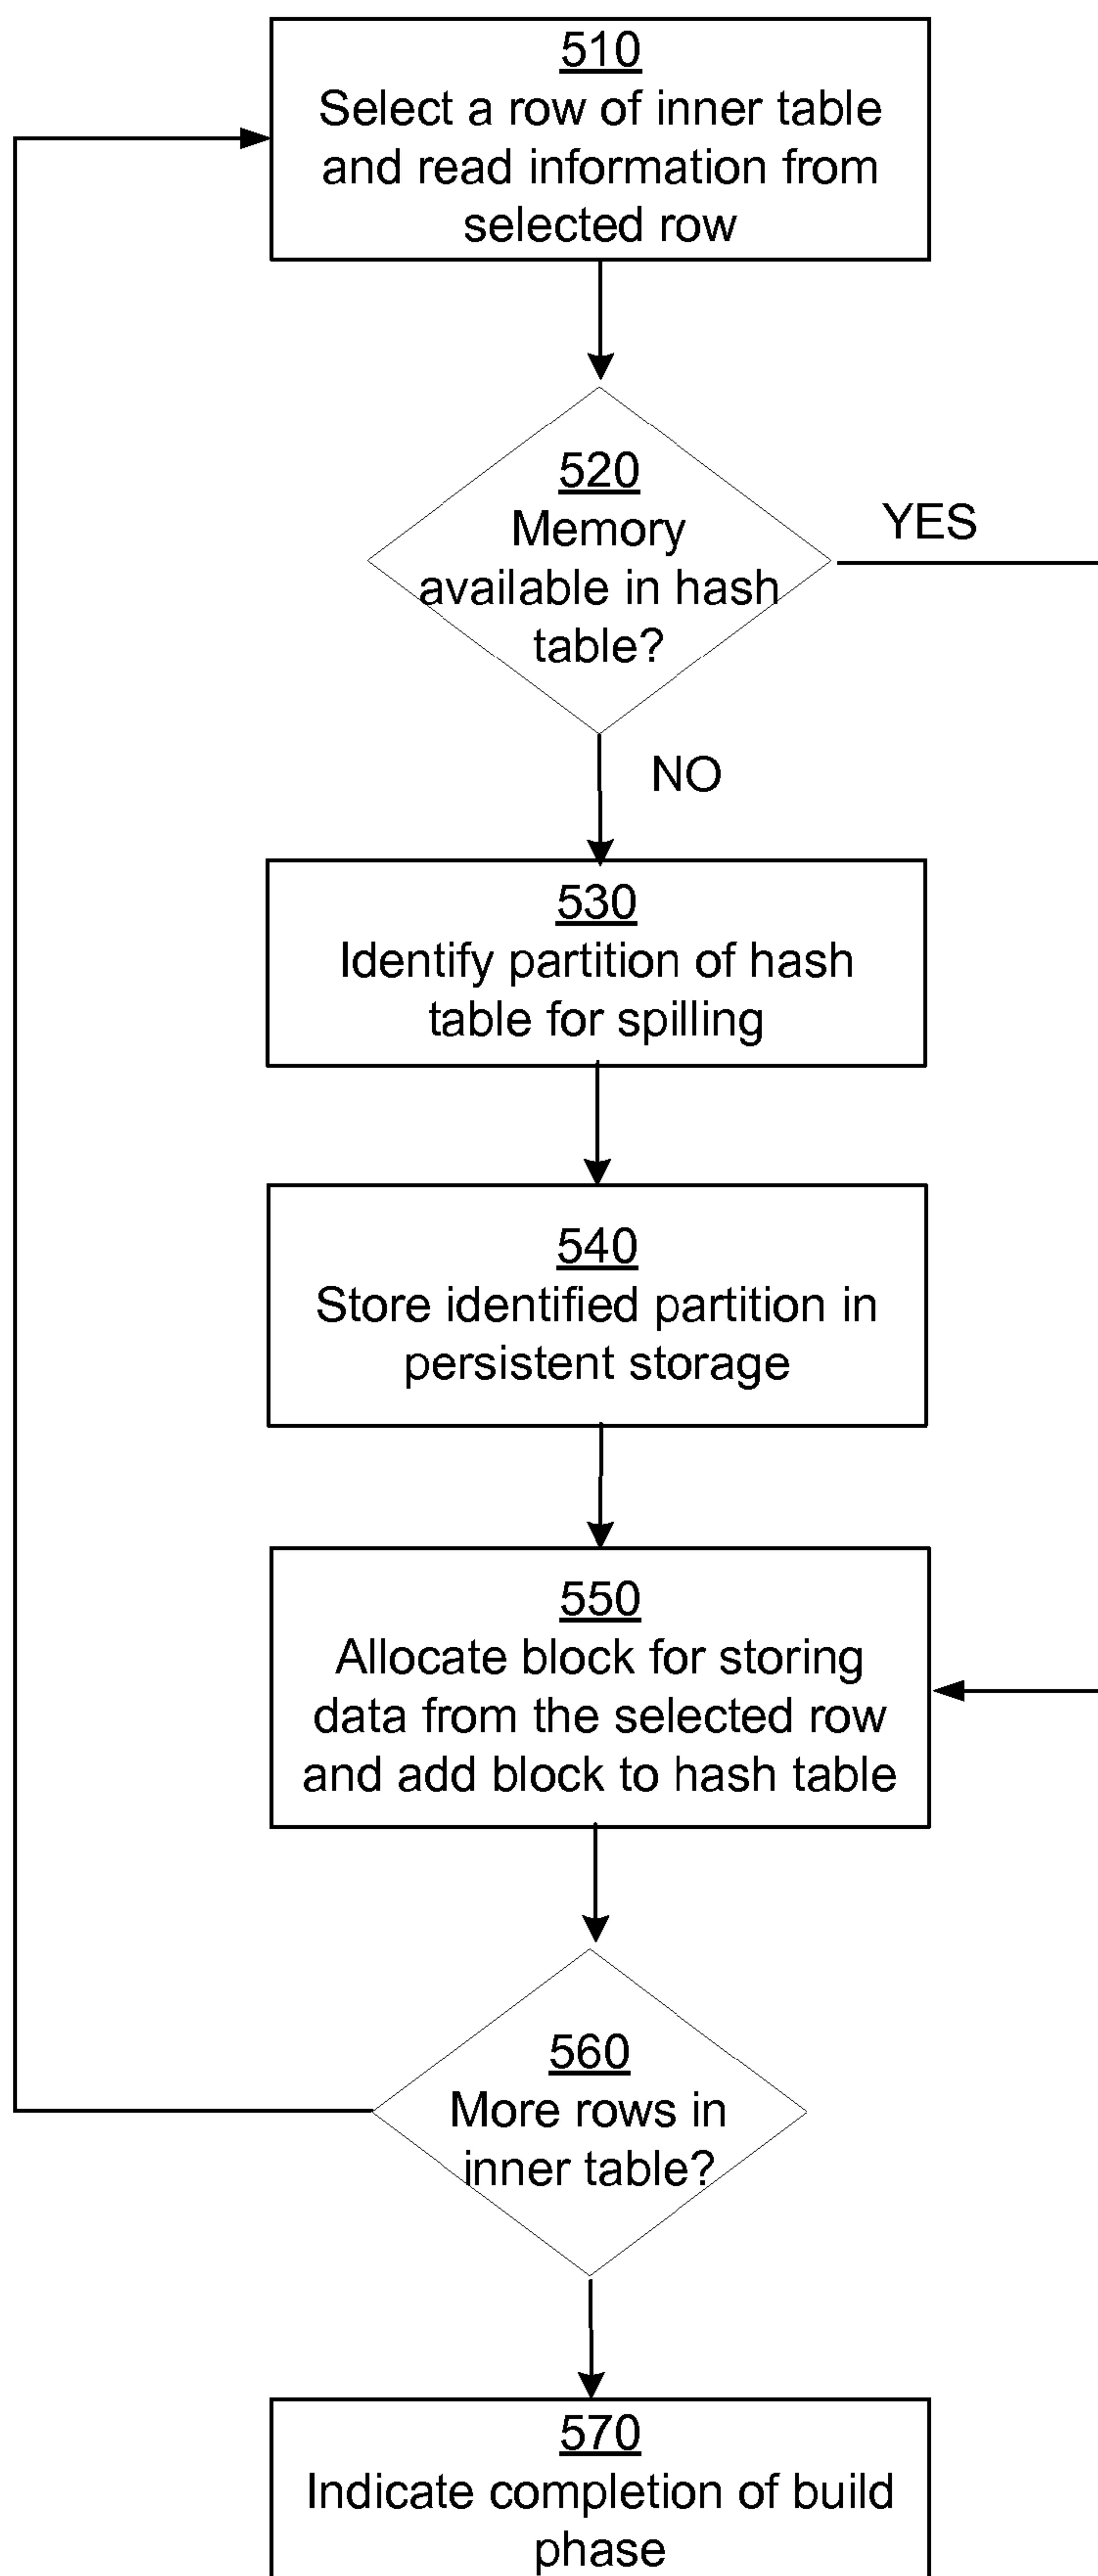 510
Select a row of inner table
and read information from
selected row
520
Memory
available in hash
table?
YES
NO
530
Identify partition of hash
table for spilling
540
Store identified partition in
persistent storage
550
Allocate block for storing
data from the selected row
and add block to hash table
560
More rows in
inner table?
570
Indicate completion of build
phase